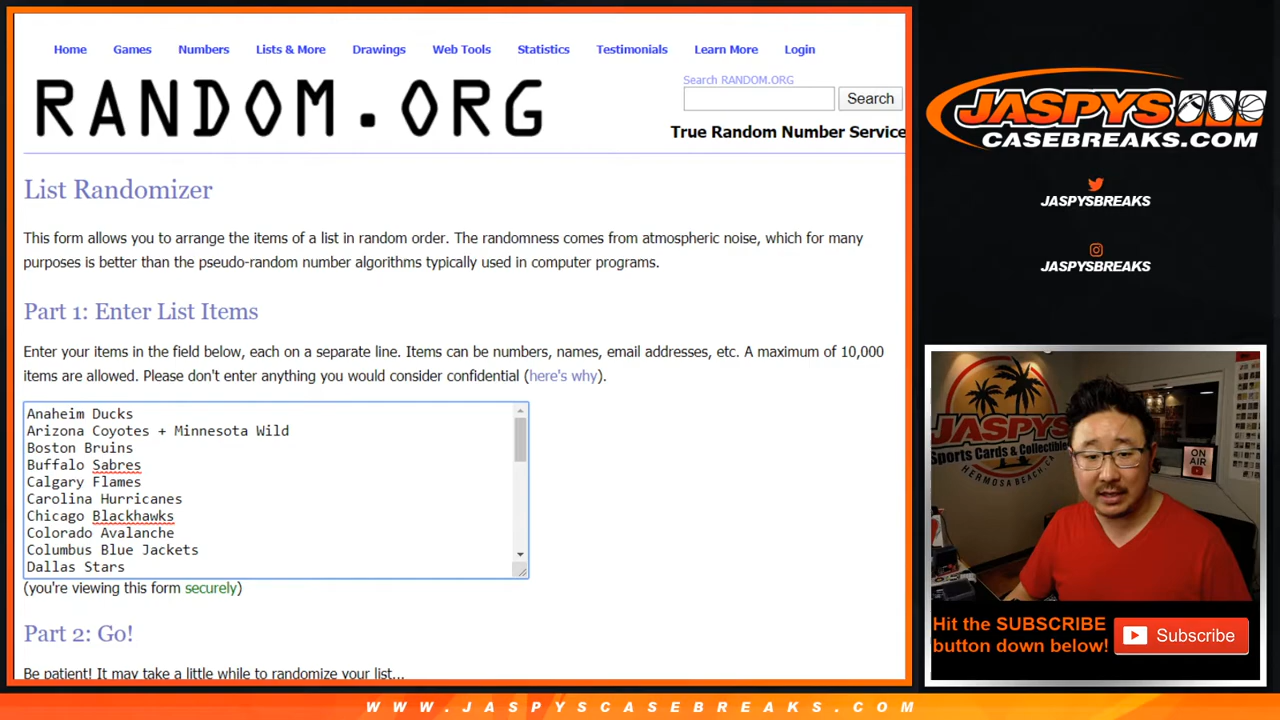 Home Games Numbers Lists & More Drawings Web Tools Statistics Testimonials Learn More Login
RANDOM.ORG
Search RANDOM.ORG
Search
True Random Number Service
List Randomizer
This form allows you to arrange the items of a list in random order. The randomness comes from atmospheric noise, which for many
purposes is better than the pseudo-random number algorithms typically used in computer programs.
Part 1: Enter List Items
Enter your items in the field below, each on a separate line. Items can be numbers, names, email addresses, etc. A maximum of 10,000
items are allowed. Please don't enter anything you would consider confidential (here's why).
Anaheim Ducks
Arizona Coyotes + Minnesota Wild
Boston Bruins
Buffalo Sabres
Calgary Flames
Carolina Hurricanes
Chicago Blackhawks
Colorado Avalanche
Columbus Blue Jackets
Dallas Stars
(you're viewing this form securely)
Part 2: Go!
Be patient! It may take a little while to randomize your list...
JASPYS
CASEBREAKS.COM
JASPYSBREAKS
JASPYSBREAKS
JASPYS
Sports Cards & Collectibles
HERMOSA BEACH, CA
ON
AIR
Hit the SUBSCRIBE
button down below!
Subscribe
WWW.JASPYSCASEBREAKS.COM